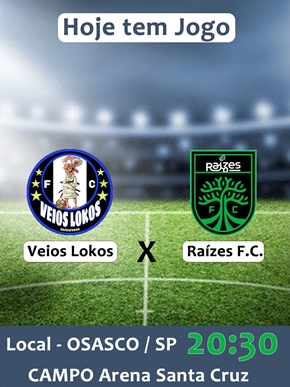 Hoje tem Jogo
F C
VEIOS LOKOS
RAÍZES
F C
Veios Lokos X Raízes F.C.
Local - OSASCO / SP 20:30
CAMPO Arena Santa Cruz